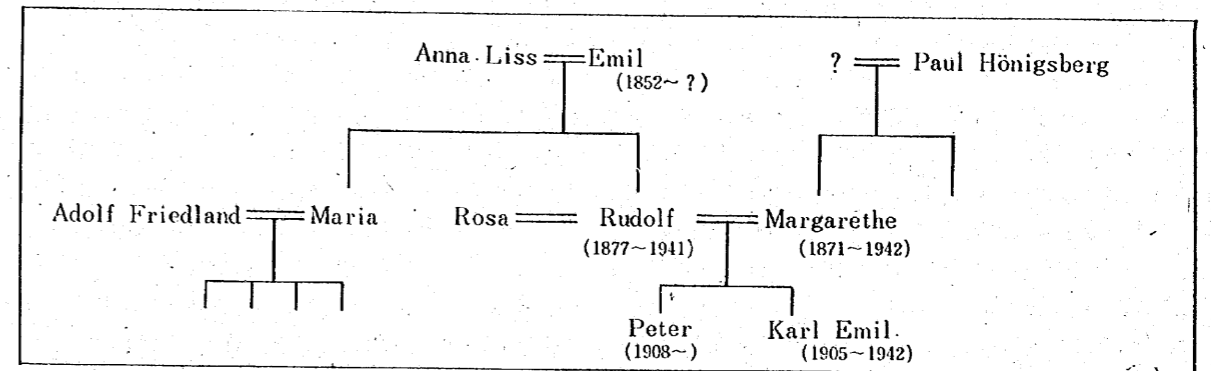 Anna Liss Emil ? Paul Hönigsberg
(1852~ ?)
Adolf Friedland Maria Rosa Rudolf Margarethe
(1877~1941) (1871~1942)
Peter Karl Emil.
(1908~) (1905~1942)